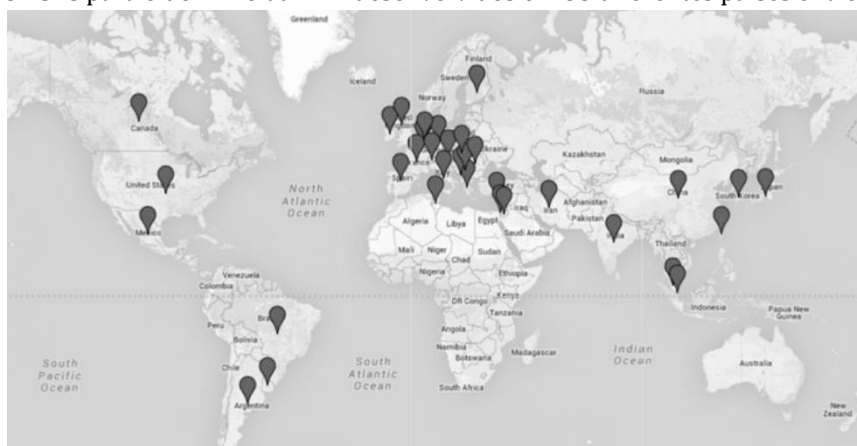 Greenland
Finland
Iceland
Sweden
Norway
Russia
Canada
Ukraine
Kazakhstan
Mongolia
United States
North
Atlantic
Ocean
Spain
China
South Korea
Japan
Afghanistan
Iraq
Iran
Pakistan
Algeria
Libya
Egypt
Saudi Arabia
India
Mexico
Mali
Niger
Sudan
Chad
Thailand
Venezuela
Nigeria
Ethiopia
Colombia
DR Congo
Kenya
Indonesia
Papua New
Guinea
Tanzania
Peru
Brazil
Angola
Bolivia
Namibia
Madagascar
Botswana
South
Pacific
Ocean
Chile
South
Atlantic
Ocean
Indian
Ocean
Australia
South Africa
Argentina
New
Zealand